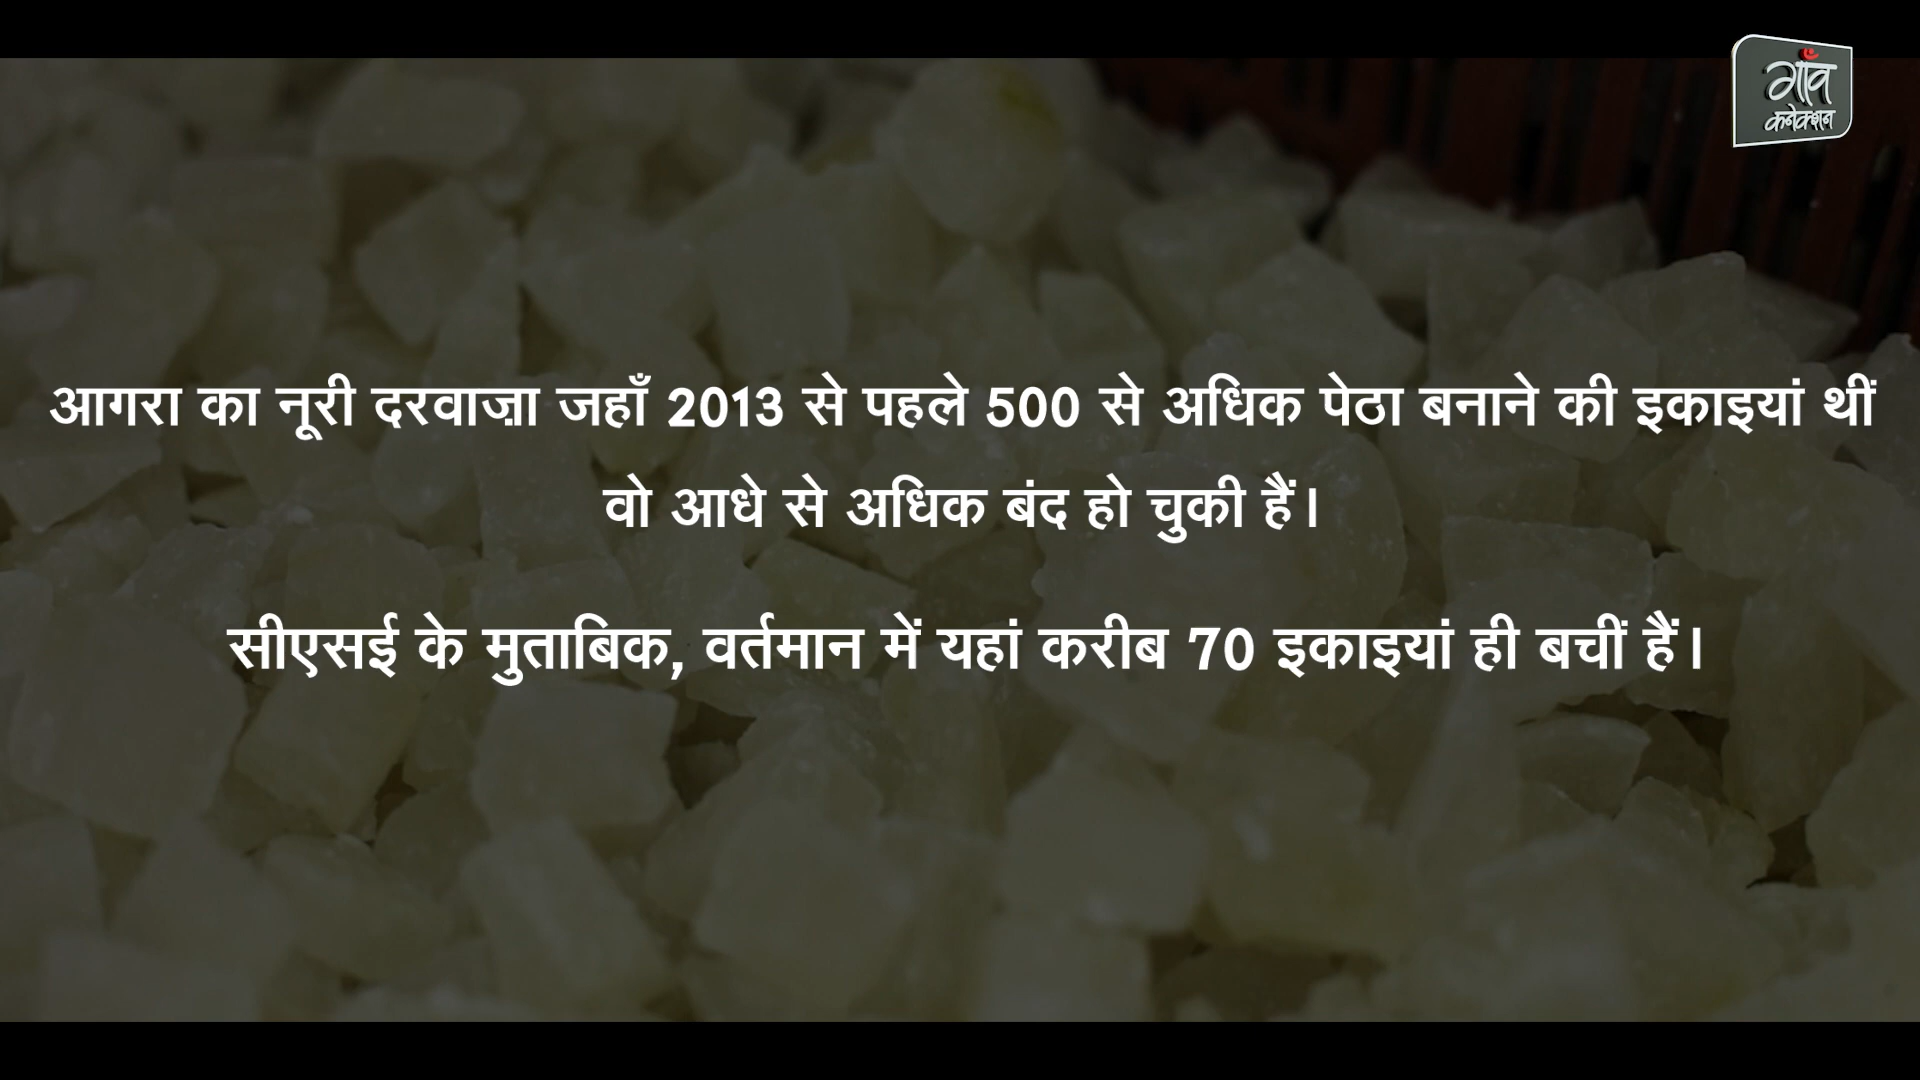 गाँव
कनेक्शन
आगरा का नूरी दरवाज़ा जहाँ 2013 से पहले 500 से अधिक पेठा बनाने की इकाइयां थीं
वो आधे से अधिक बंद हो चुकी हैं।
सीएसई के मुताबिक, वर्तमान में यहां करीब 70 इकाइयां ही बचीं हैं।